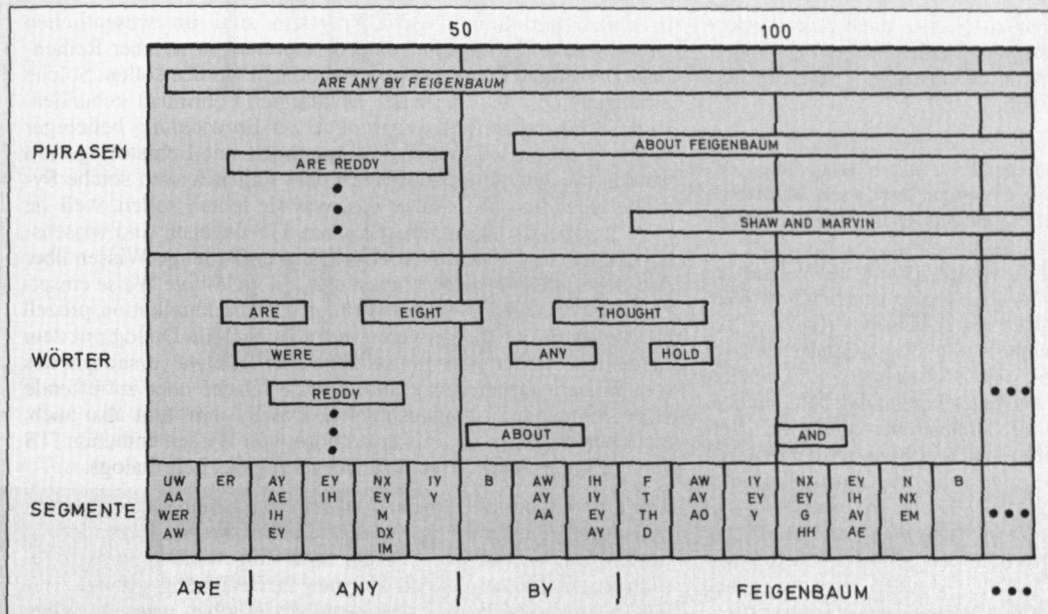 50 100
ARE ANY BY FEIGENBAUM
PHRASEN
ABOUT FEIGENBAUM
ARE REDDY
SHAW AND MARVIN
ARE EIGHT THOUGHT
WÖRTER
WERE ANY HOLD
REDDY
ABOUT AND
SEGMENTE
UW ER AY EY NX IY B AW IH F AW IY NX EY N B
AA AE IH EY AY IY V AY EY EY IH NX
WER IH M AA EY TH AO V G AY EM
AW EY DX AY D HH AE
IM
ARE ANY BY FEIGENBAUM